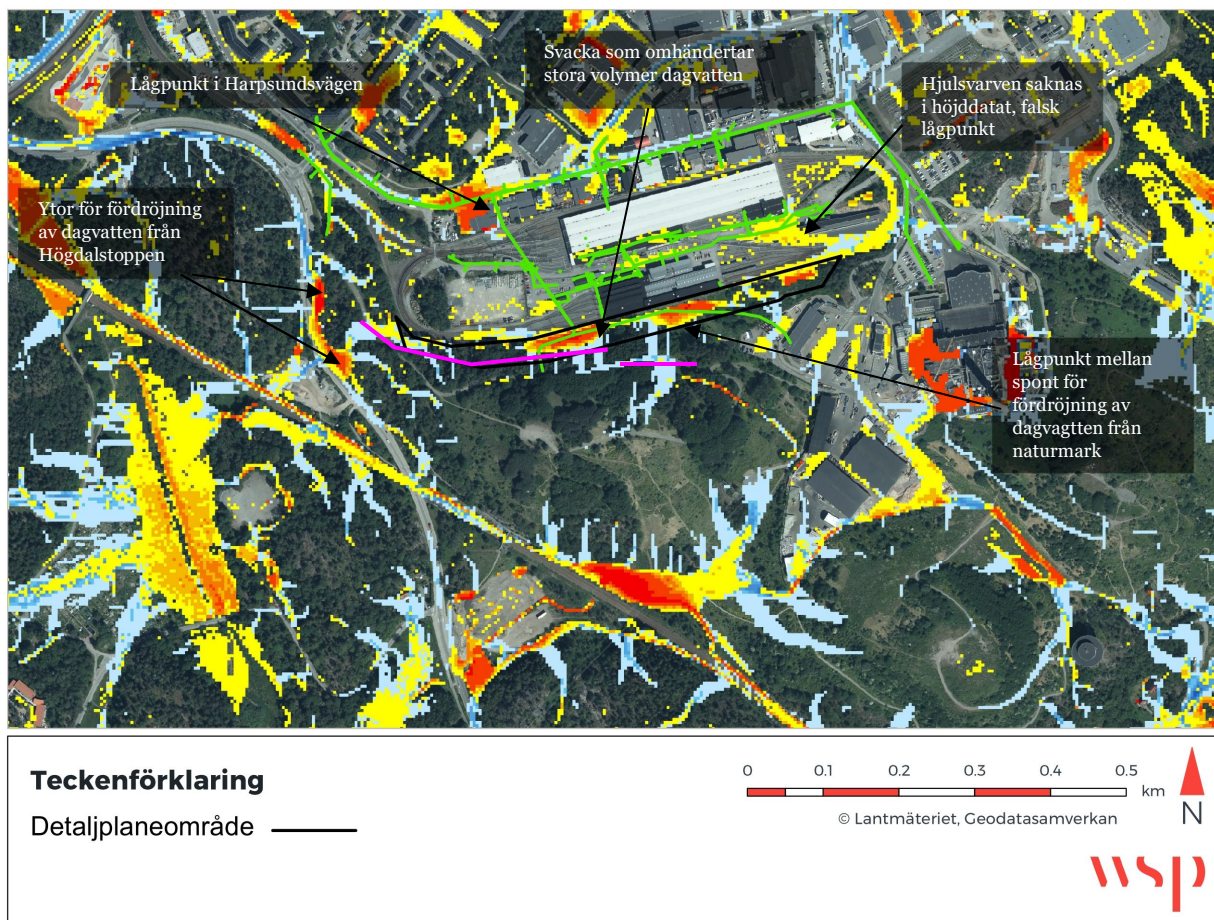 Svacka som omhändertar
stora volymer dagvatten
Lågpunkt i Harpsundsvägen
Hjulsvarven saknas
i höjddatat, falsk
lågpunkt
Ytor för fördröjning
av dagvatten från
Högdalstoppen
Lågpunkt mellan
spont för
fördröjning av
dagvagtten från
naturmark
Teckenförklaring
Detaljplaneområde
0 0.1 0.2 0.3 0.4 0.5
km
© Lantmäteriet, Geodatasamverkan
N
wsp